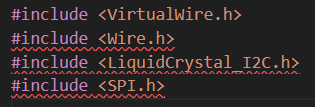 #include <VirtualWire.h>
#include <Wire.h>
#include <LiquidCrystal_I2C.h>
#include <SPI.h>